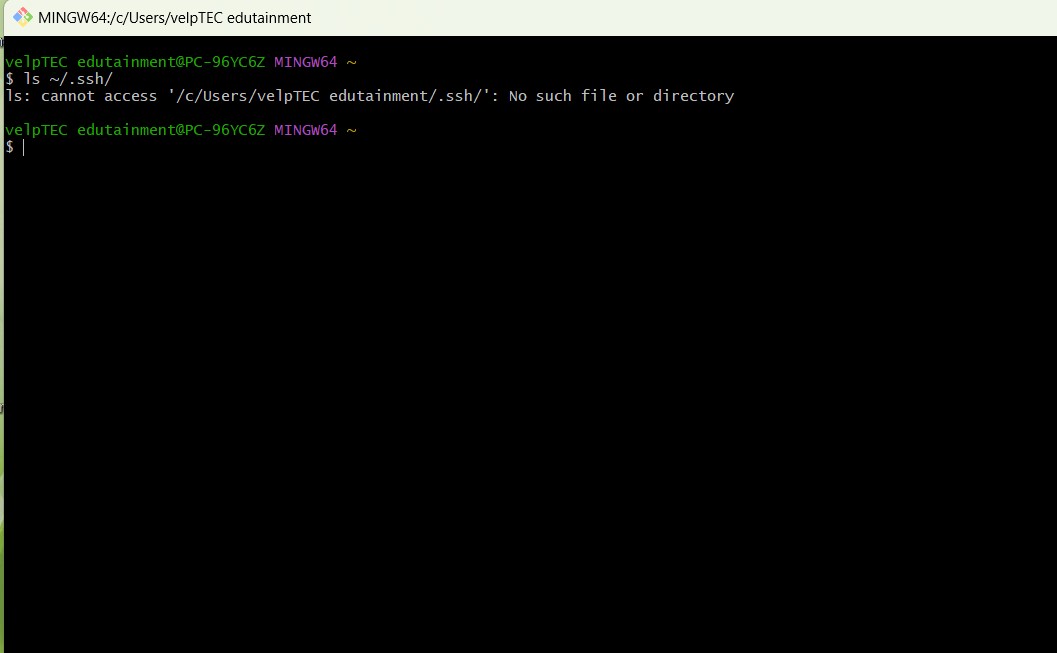 MINGW64:/c/Users/velpTEC edutainment
velpTEC edutainment@PC-96YC6Z MINGW64 ~
$ ls ~/.ssh/
ls: cannot access '/c/Users/velpTEC edutainment/.ssh/': No such file or directory
velpTEC edutainment@PC-96YC6Z MINGW64 ~
$